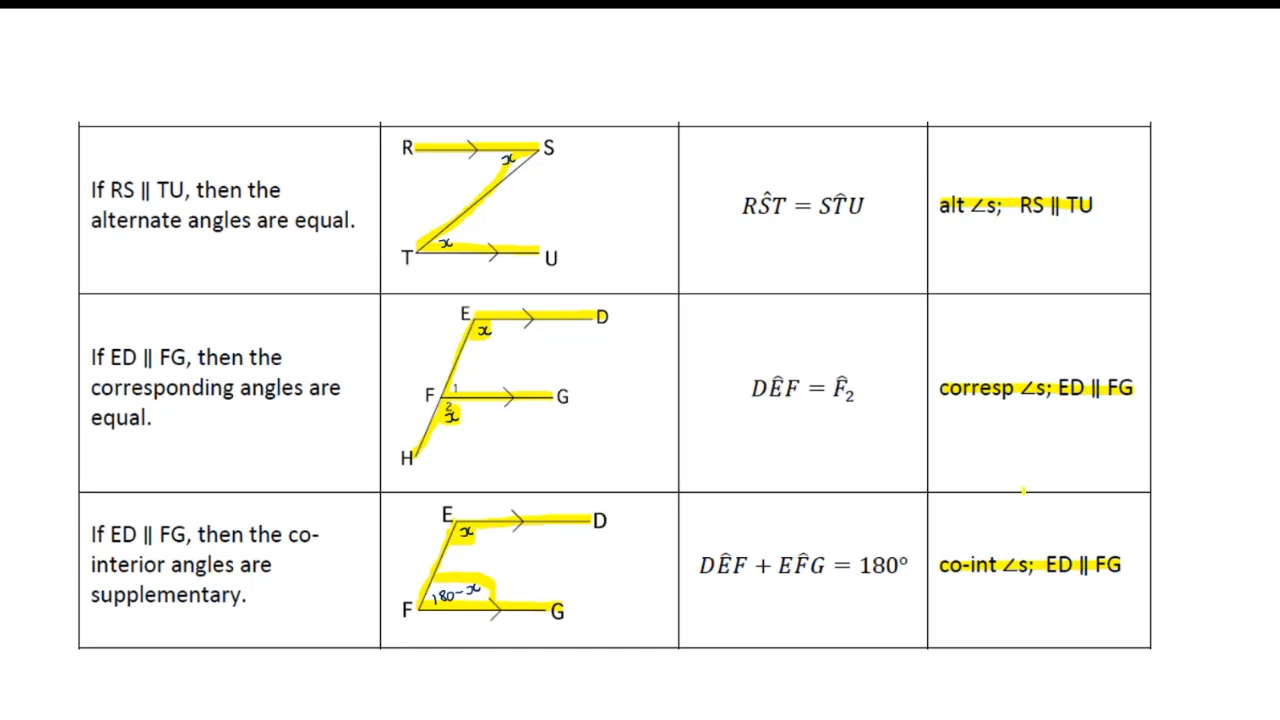 If RS ∥ TU, then the
alternate angles are equal.
R
S
x
x
T
U
RŜT = ST̂U
alt ∠s; RS ∥ TU
If ED ∥ FG, then the
corresponding angles are
equal.
E
D
x
F
1
G
2
x
H
DÊF = F̂₂
corresp ∠s; ED ∥ FG
If ED ∥ FG, then the co-
interior angles are
supplementary.
E
D
x
180-x
F
G
DÊF + EF̂G = 180°
co-int ∠s; ED ∥ FG